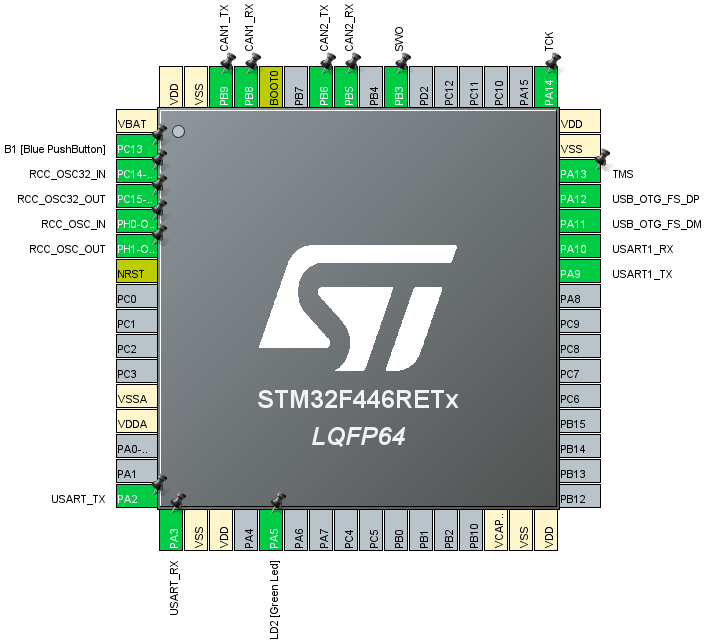 CAN1_TX
CAN1_RX
CAN2_TX
CAN2_RX
SWO
TCK
VDD
VSS
PB9
PB8
BOOT0
PB7
PB6
PB5
PB4
PB3
PD2
PC12
PC11
PC10
PA15
PA14
VBAT
B1 [Blue PushButton] PC13
RCC_OSC32_IN PC14-..
RCC_OSC32_OUT PC15-..
RCC_OSC_IN PH0-O..
RCC_OSC_OUT PH1-O..
NRST
PC0
PC1
PC2
PC3
VSSA
VDDA
PA0-..
PA1
USART_TX PA2
ST
STM32F446RETx
LQFP64
VDD
VSS
PA13 TMS
PA12 USB_OTG_FS_DP
PA11 USB_OTG_FS_DM
PA10 USART1_RX
PA9 USART1_TX
PA8
PC9
PC8
PC7
PC6
PB15
PB14
PB13
PB12
PA3
VSS
VDD
PA4
PA5
PA6
PA7
PC4
PC5
PB0
PB1
PB2
PB10
VCAP..
VSS
VDD
USART_RX
LD2 [Green Led]